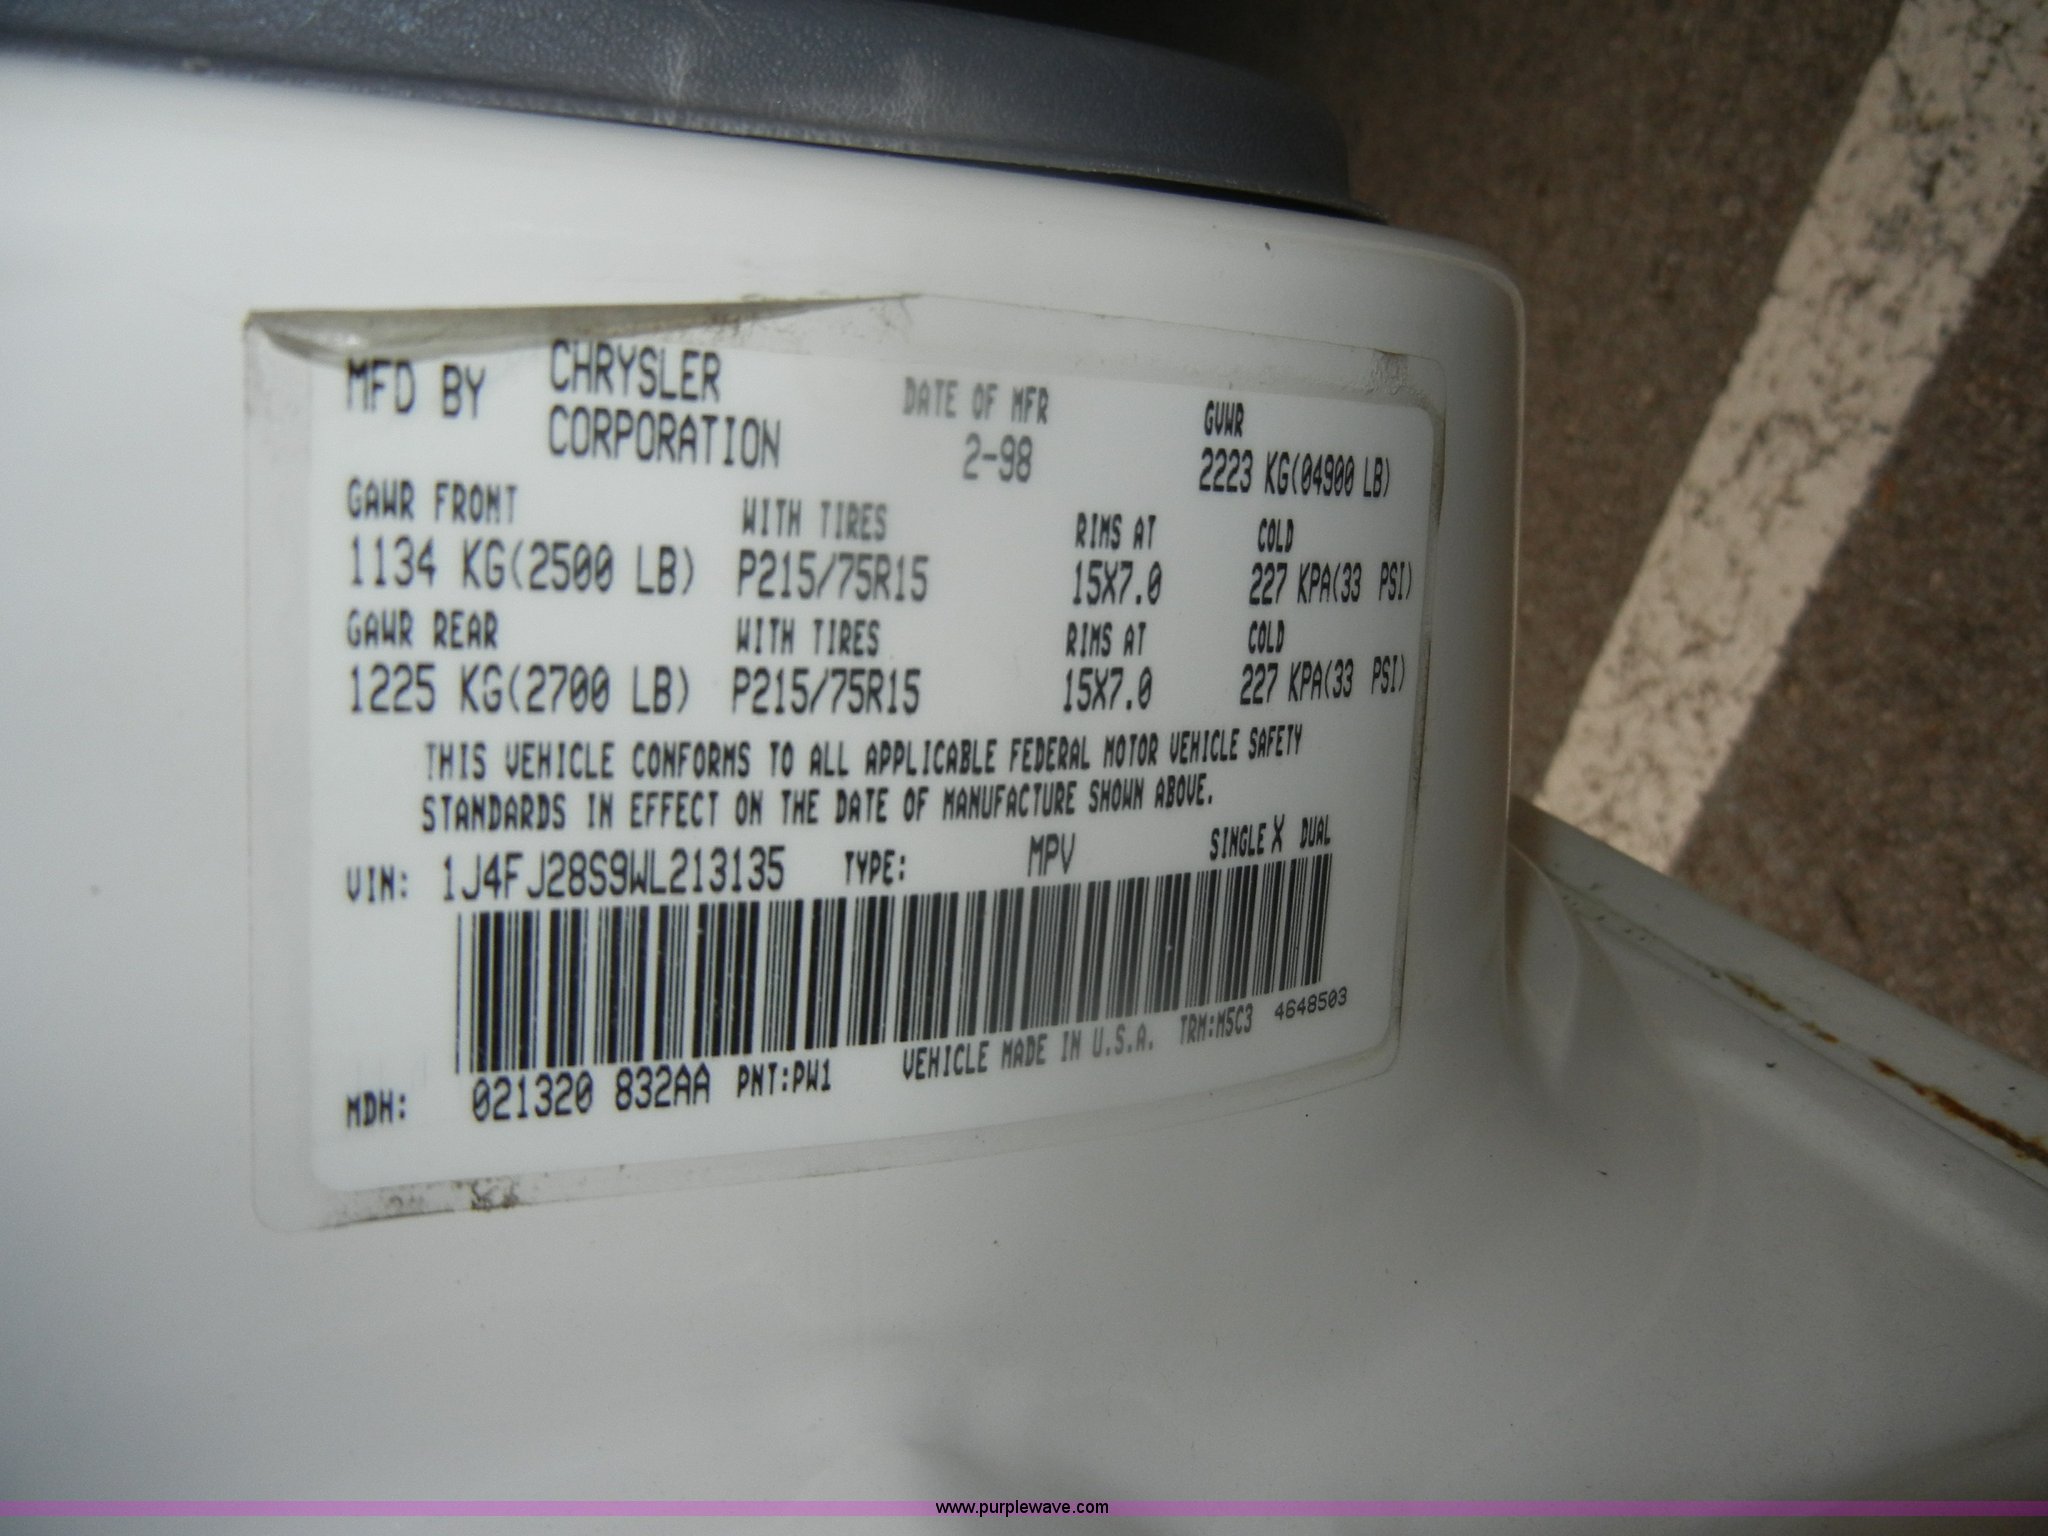 MFD BY CHRYSLER CORPORATION DATE OF MFR 2-98 GVWR 2223 KG(04900 LB)
GAWR FRONT WITH TIRES RIMS AT COLD
1134 KG(2500 LB) P215/75R15 15X7.0 227 KPA(33 PSI)
GAWR REAR WITH TIRES RIMS AT COLD
1225 KG(2700 LB) P215/75R15 15X7.0 227 KPA(33 PSI)
THIS VEHICLE CONFORMS TO ALL APPLICABLE FEDERAL MOTOR VEHICLE SAFETY
STANDARDS IN EFFECT ON THE DATE OF MANUFACTURE SHOWN ABOVE.
VIN: 1J4FJ28S9WL213135 TYPE: MPV SINGLE X DUAL
MDH: 021320 832AA PNT:PW1 VEHICLE MADE IN U.S.A. TRM:M5C3 4648503
www.purplewave.com